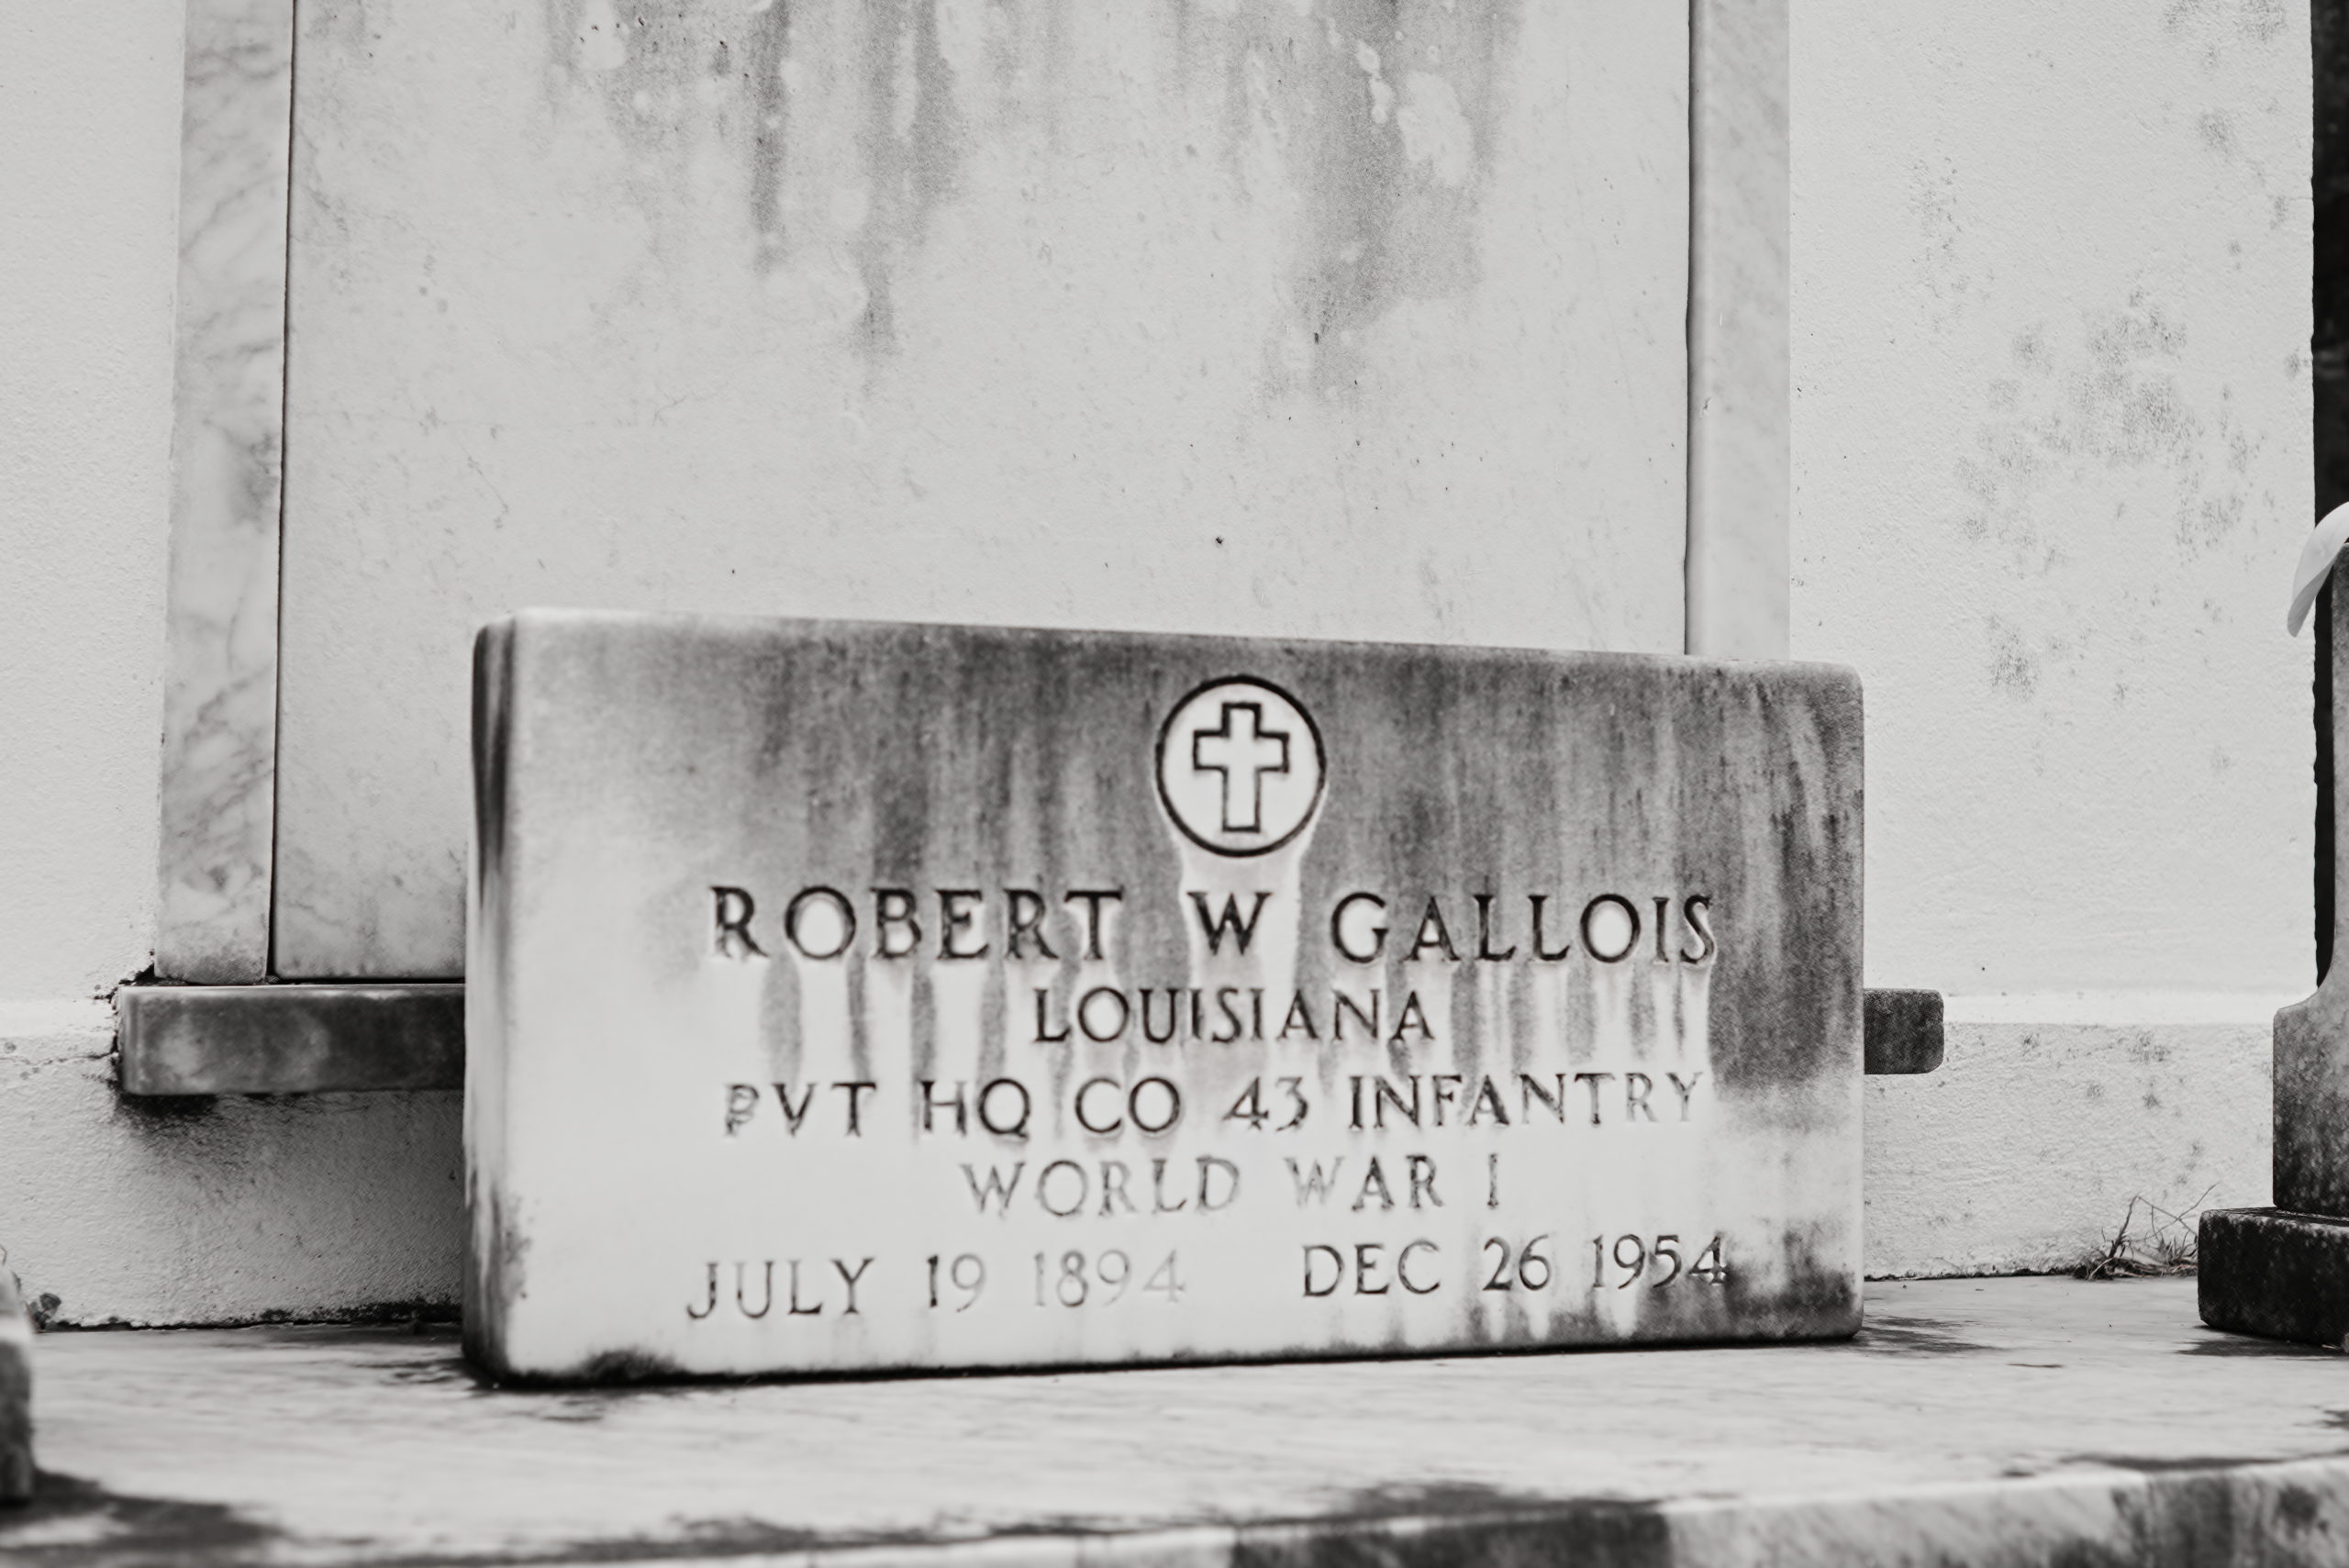 ROBERT W GALLOIS
LOUISIANA
PVT HQ CO 43 INFANTRY
WORLD WAR I
JULY 19 1894 DEC 26 1954